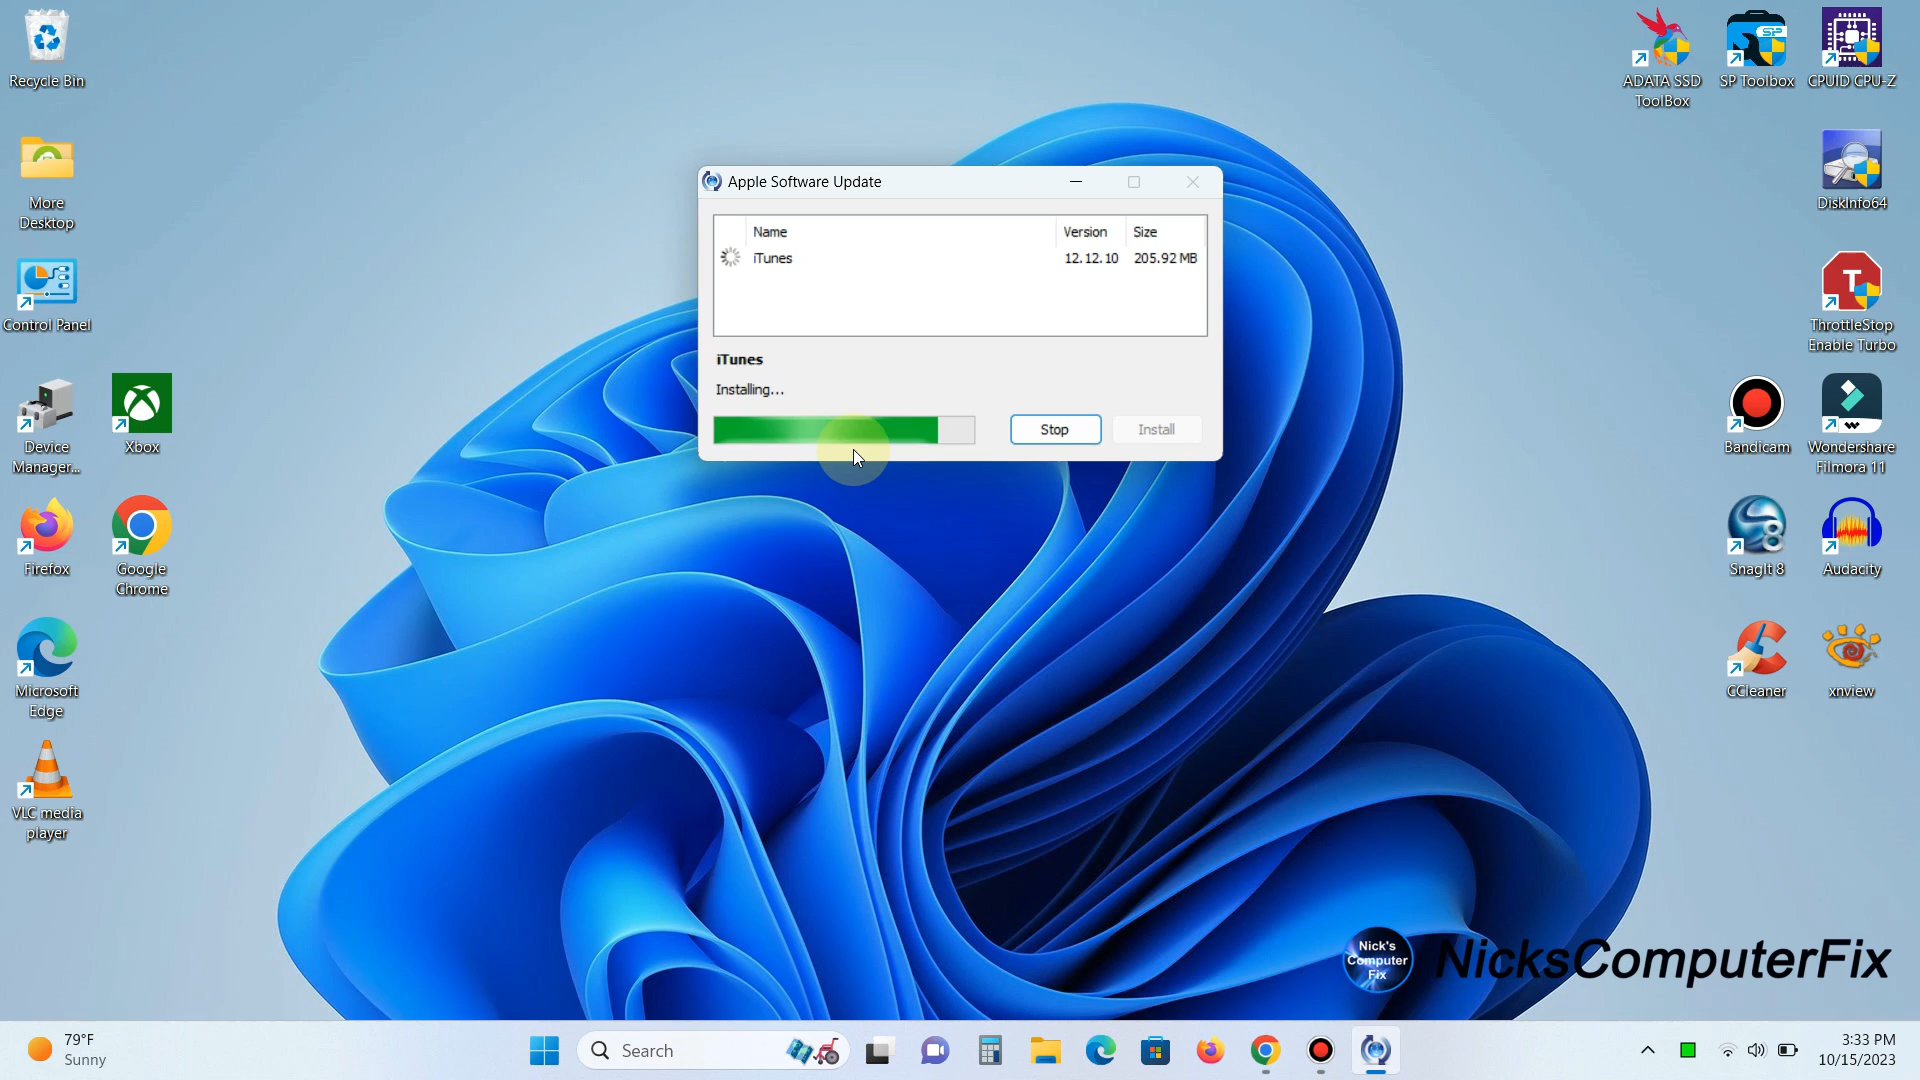 Recycle Bin
More
Desktop
Control Panel
Device
Manager...
Xbox
Firefox
Google
Chrome
Microsoft
Edge
VLC media
player
Apple Software Update
Name Version Size
iTunes 12.12.10 205.92 MB
iTunes
Installing...
Stop Install
ADATA SSD
ToolBox
SP Toolbox
SP
CPUID CPU-Z
DiskInfo64
T
ThrottleStop
Enable Turbo
Bandicam
Wondershare
Filmora 11
SnagIt 8
Audacity
CCleaner
xnview
Nick's
Computer
Fix
NicksComputerFix
79°F
Sunny
Search
3:33 PM
10/15/2023